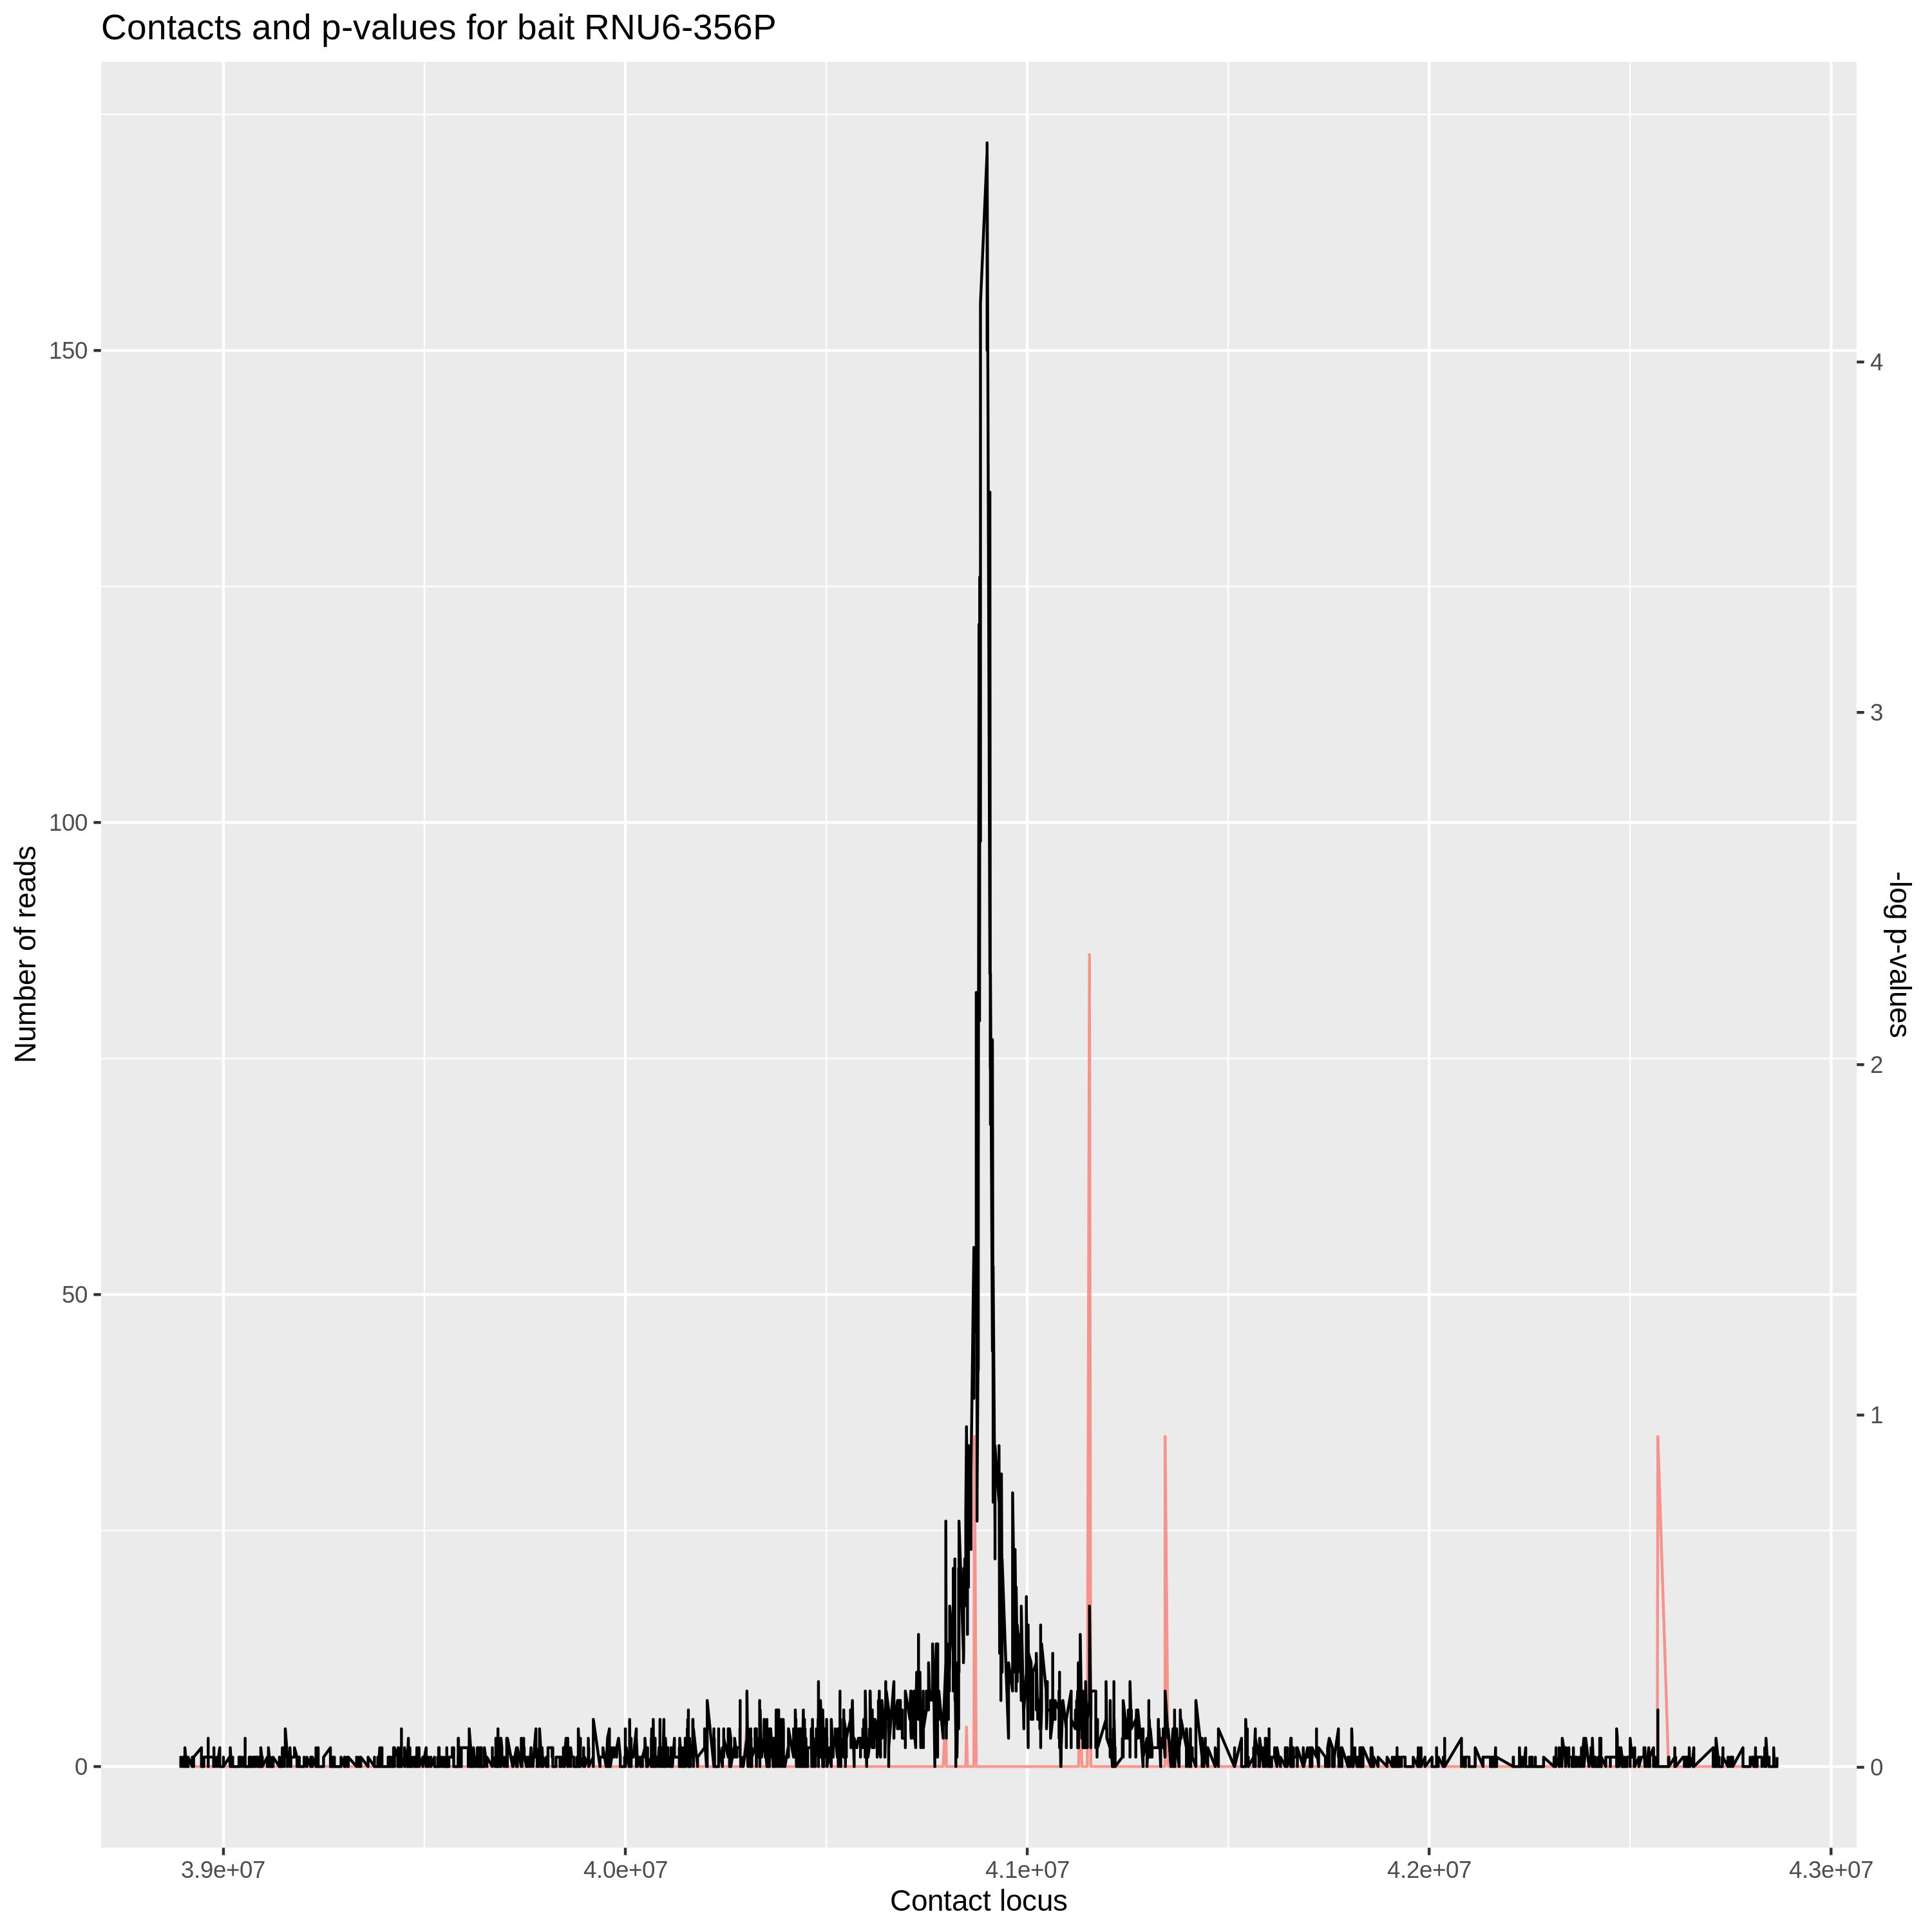 Contacts and p-values for bait RNU6-356P
150
100
50
0
4
3
2
1
0
Number of reads
-log p-values
3.9e+07
4.0e+07
4.1e+07
4.2e+07
4.3e+07
Contact locus